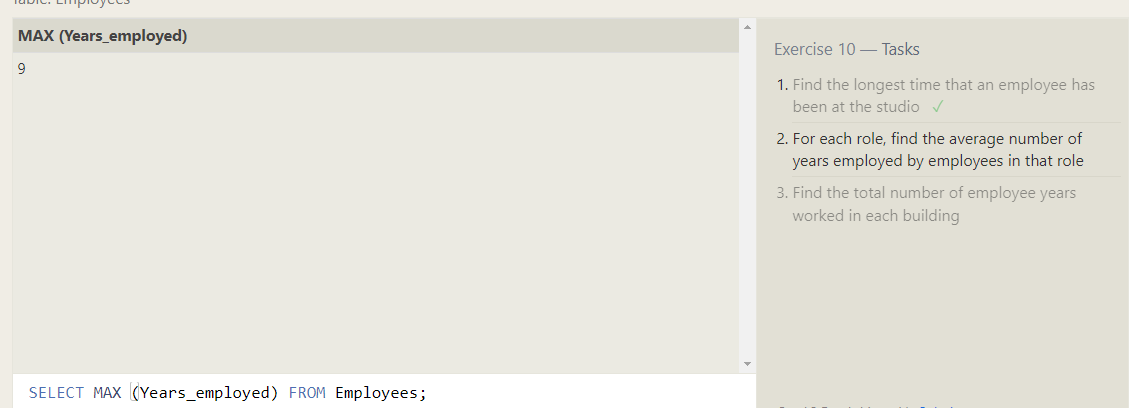 Table: Employees
MAX (Years_employed)
9
SELECT MAX (Years_employed) FROM Employees;
Exercise 10 — Tasks
1. Find the longest time that an employee has
been at the studio ✓
2. For each role, find the average number of
years employed by employees in that role
3. Find the total number of employee years
worked in each building